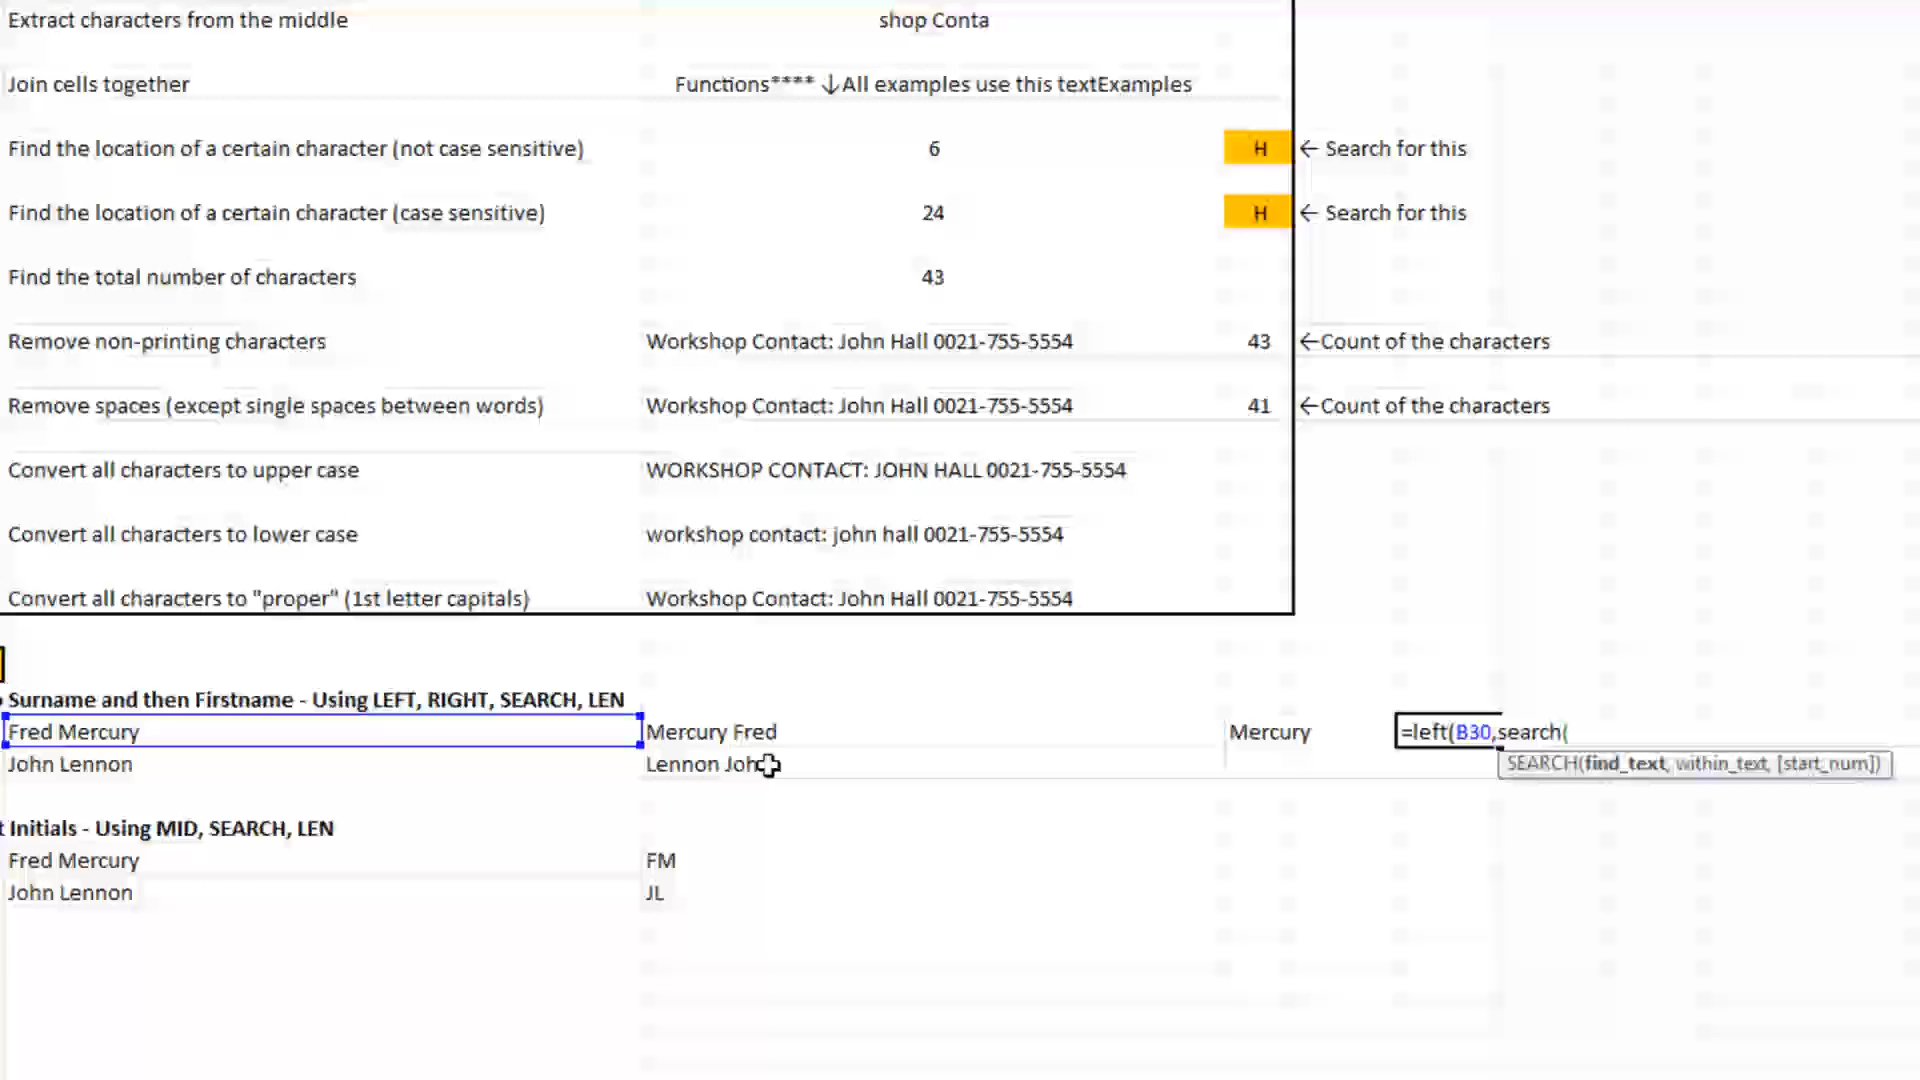 Extract characters from the middle shop Conta
Join cells together Functions**** ↓All examples use this textExamples
Find the location of a certain character (not case sensitive) 6 H ← Search for this
Find the location of a certain character (case sensitive) 24 H ← Search for this
Find the total number of characters 43
Remove non-printing characters Workshop Contact: John Hall 0021-755-5554 43 ←Count of the characters
Remove spaces (except single spaces between words) Workshop Contact: John Hall 0021-755-5554 41 ←Count of the characters
Convert all characters to upper case WORKSHOP CONTACT: JOHN HALL 0021-755-5554
Convert all characters to lower case workshop contact: john hall 0021-755-5554
Convert all characters to "proper" (1st letter capitals) Workshop Contact: John Hall 0021-755-5554
Surname and then Firstname - Using LEFT, RIGHT, SEARCH, LEN
Fred Mercury Mercury Fred Mercury =left(B30,search(
John Lennon Lennon Joh SEARCH(find_text, within_text, [start_num])
Initials - Using MID, SEARCH, LEN
Fred Mercury FM
John Lennon JL